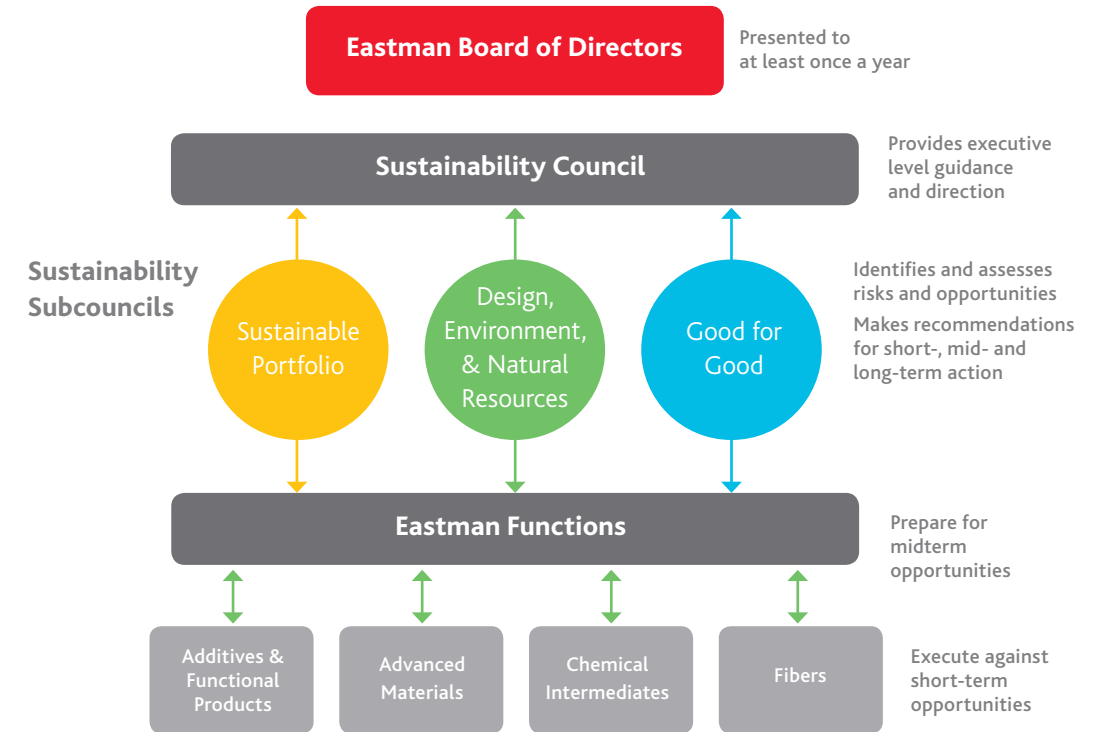 Eastman Board of Directors
Presented to
at least once a year
Sustainability Council
Provides executive
level guidance
and direction
Sustainability
Subcouncils
Sustainable
Portfolio
Design,
Environment,
& Natural
Resources
Good for
Good
Identifies and assesses
risks and opportunities
Makes recommendations
for short-, mid- and
long-term action
Eastman Functions
Prepare for
midterm
opportunities
Additives &
Functional
Products
Advanced
Materials
Chemical
Intermediates
Fibers
Execute against
short-term
opportunities